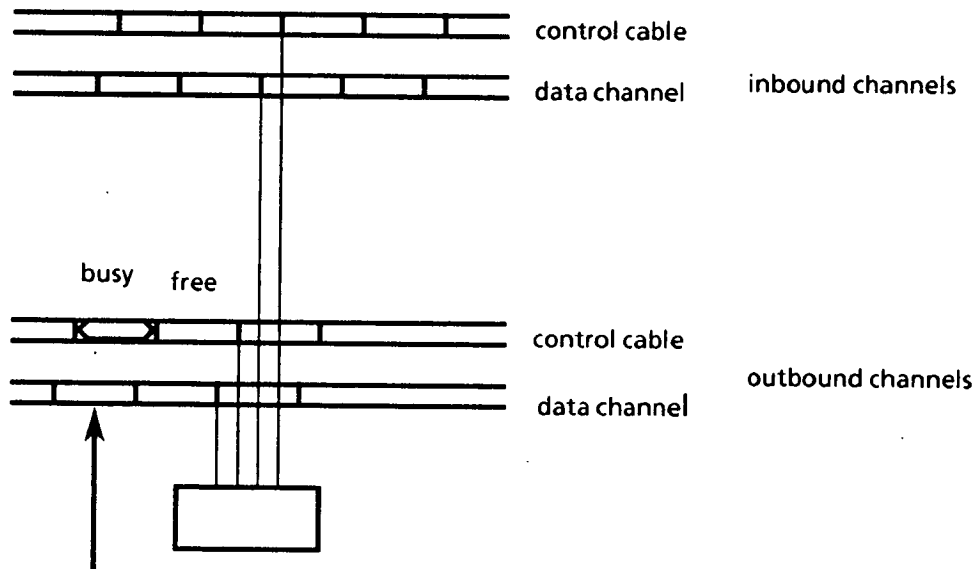 control cable
data channel
inbound channels
busy
free
control cable
data channel
outbound channels